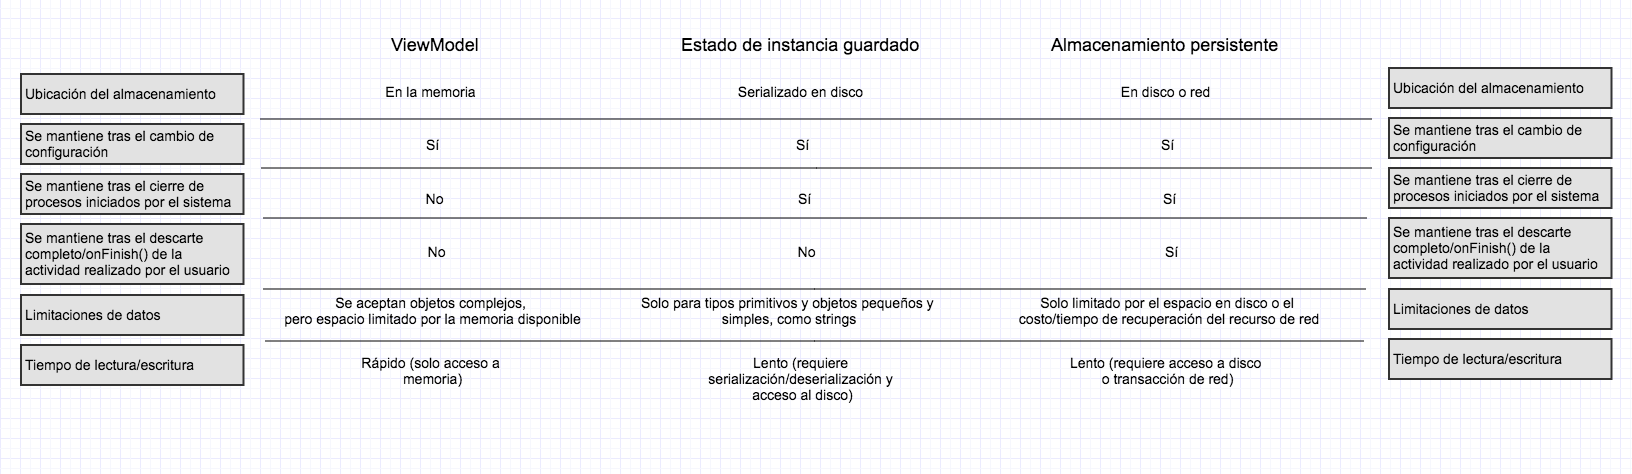 ViewModel Estado de instancia guardado Almacenamiento persistente
Ubicación del almacenamiento En la memoria Serializado en disco En disco o red Ubicación del almacenamiento
Se mantiene tras el cambio de
configuración
Sí Sí Sí
Se mantiene tras el cambio de
configuración
Se mantiene tras el cierre de
procesos iniciados por el sistema
No Sí Sí
Se mantiene tras el cierre de
procesos iniciados por el sistema
Se mantiene tras el descarte
completo/onFinish() de la
actividad realizado por el usuario
No No Sí
Se mantiene tras el descarte
completo/onFinish() de la
actividad realizado por el usuario
Limitaciones de datos
Se aceptan objetos complejos,
pero espacio limitado por la memoria disponible
Solo para tipos primitivos y objetos pequeños y
simples, como strings
Solo limitado por el espacio en disco o el
costo/tiempo de recuperación del recurso de red
Limitaciones de datos
Tiempo de lectura/escritura
Rápido (solo acceso a
memoria)
Lento (requiere
serialización/deserialización y
acceso al disco)
Lento (requiere acceso a disco
o transacción de red)
Tiempo de lectura/escritura